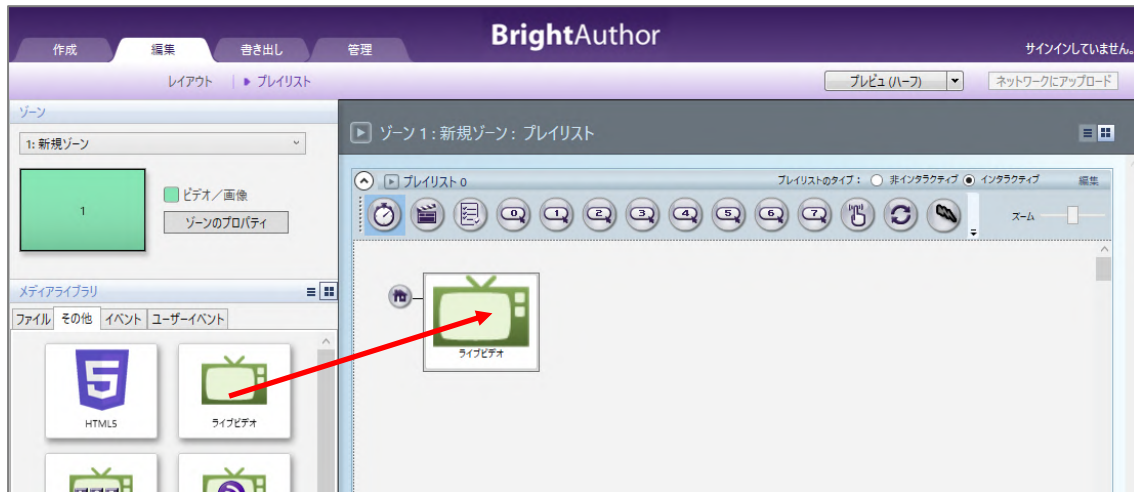 BrightAuthor
作成 編集 書き出し 管理 サインインしていません。
レイアウト プレイリスト プレビュ (ハーフ) ネットワークにアップロード
ゾーン
1: 新規ゾーン
1
ビデオ／画像
ゾーンのプロパティ
メディアライブラリ
ファイル その他 イベント ユーザーイベント
HTML5 ライブビデオ
ゾーン 1 : 新規ゾーン : プレイリスト
プレイリスト 0 プレイリストのタイプ : 非インタラクティブ インタラクティブ 編集
0 1 2 3 4 5 6 7 ズーム
ライブビデオ